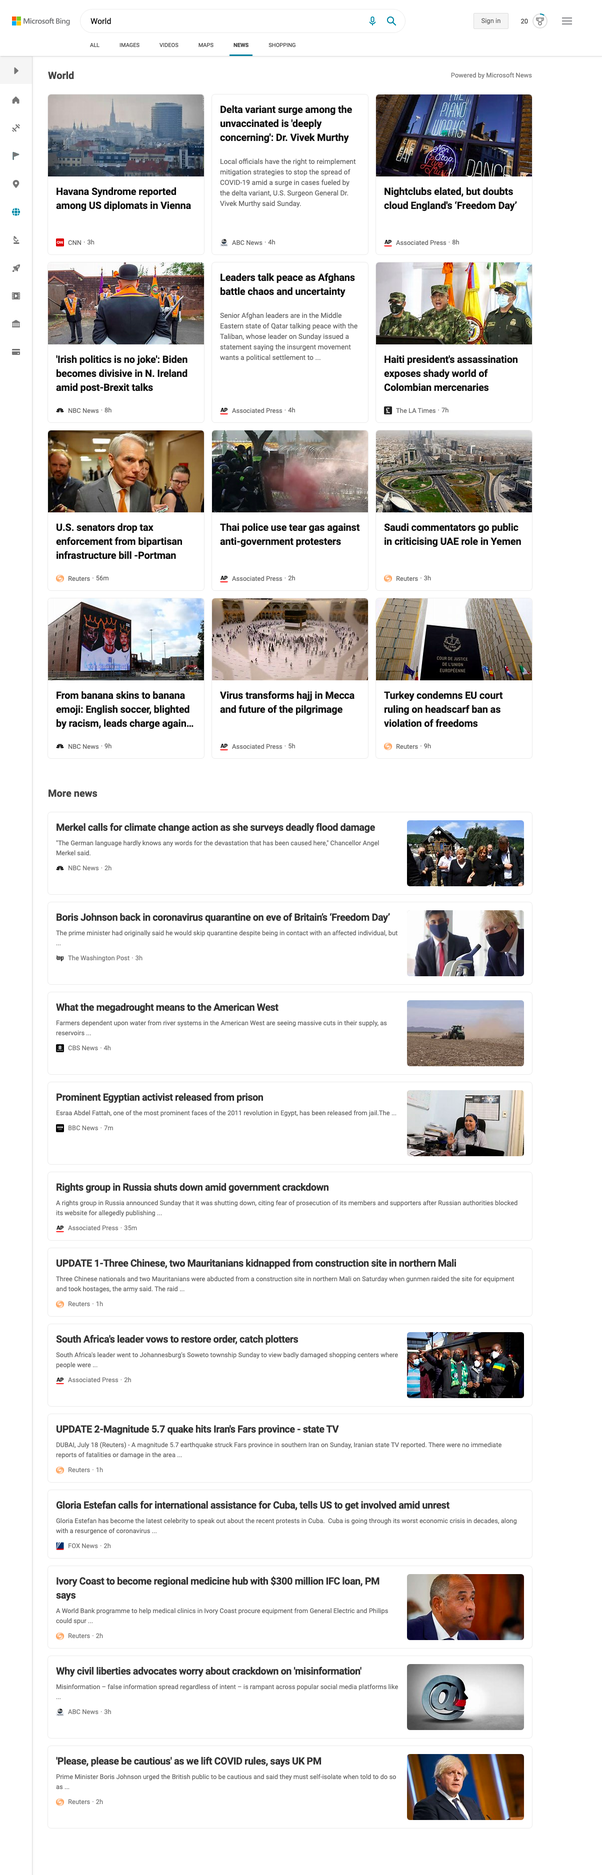 Microsoft Bing
World
Sign in
20
ALL IMAGES VIDEOS MAPS NEWS SHOPPING
World
Powered by Microsoft News
Havana Syndrome reported
among US diplomats in Vienna
CNN · 3h
Delta variant surge among the
unvaccinated is 'deeply
concerning': Dr. Vivek Murthy
Local officials have the right to reimplement
mitigation strategies to stop the spread of
COVID-19 amid a surge in cases fueled by
the delta variant, U.S. Surgeon General Dr.
Vivek Murthy said Sunday.
ABC News · 4h
Nightclubs elated, but doubts
cloud England's 'Freedom Day'
AP Associated Press · 8h
'Irish politics is no joke': Biden
becomes divisive in N. Ireland
amid post-Brexit talks
NBC News · 8h
Leaders talk peace as Afghans
battle chaos and uncertainty
Senior Afghan leaders are in the Middle
Eastern state of Qatar talking peace with the
Taliban, whose leader on Sunday issued a
statement saying the insurgent movement
wants a political settlement to ...
AP Associated Press · 4h
Haiti president's assassination
exposes shady world of
Colombian mercenaries
The LA Times · 7h
U.S. senators drop tax
enforcement from bipartisan
infrastructure bill -Portman
Reuters · 56m
Thai police use tear gas against
anti-government protesters
AP Associated Press · 2h
Saudi commentators go public
in criticising UAE role in Yemen
Reuters · 3h
From banana skins to banana
emoji: English soccer, blighted
by racism, leads charge again...
NBC News · 9h
Virus transforms hajj in Mecca
and future of the pilgrimage
AP Associated Press · 5h
COUR DE JUSTICE
DE L'UNION
EUROPÉENNE
Turkey condemns EU court
ruling on headscarf ban as
violation of freedoms
Reuters · 9h
More news
Merkel calls for climate change action as she surveys deadly flood damage
"The German language hardly knows any words for the devastation that has been caused here," Chancellor Angel
Merkel said.
NBC News · 2h
Boris Johnson back in coronavirus quarantine on eve of Britain's 'Freedom Day'
The prime minister had originally said he would skip quarantine despite being in contact with an affected individual, but
...
wp The Washington Post · 3h
What the megadrought means to the American West
Farmers dependent upon water from river systems in the American West are seeing massive cuts in their supply, as
reservoirs ...
CBS News · 4h
Prominent Egyptian activist released from prison
Esraa Abdel Fattah, one of the most prominent faces of the 2011 revolution in Egypt, has been released from jail.The ...
BBC News · 7m
Rights group in Russia shuts down amid government crackdown
A rights group in Russia announced Sunday that it was shutting down, citing fear of prosecution of its members and supporters after Russian authorities blocked
its website for allegedly publishing ...
AP Associated Press · 35m
UPDATE 1-Three Chinese, two Mauritanians kidnapped from construction site in northern Mali
Three Chinese nationals and two Mauritanians were abducted from a construction site in northern Mali on Saturday when gunmen raided the site for equipment
and took hostages, the army said. The raid ...
Reuters · 1h
South Africa's leader vows to restore order, catch plotters
South Africa's leader went to Johannesburg's Soweto township Sunday to view badly damaged shopping centers where
people were ...
AP Associated Press · 2h
UPDATE 2-Magnitude 5.7 quake hits Iran's Fars province - state TV
DUBAI, July 18 (Reuters) - A magnitude 5.7 earthquake struck Fars province in southern Iran on Sunday, Iranian state TV reported. There were no immediate
reports of fatalities or damage in the area ...
Reuters · 1h
Gloria Estefan calls for international assistance for Cuba, tells US to get involved amid unrest
Gloria Estefan has become the latest celebrity to speak out about the recent protests in Cuba. Cuba is going through its worst economic crisis in decades, along
with a resurgence of coronavirus ...
FOX News · 2h
Ivory Coast to become regional medicine hub with $300 million IFC loan, PM
says
A World Bank programme to help medical clinics in Ivory Coast procure equipment from General Electric and Philips
could spur ...
Reuters · 2h
Why civil liberties advocates worry about crackdown on 'misinformation'
Misinformation – false information spread regardless of intent – is rampant across popular social media platforms like
...
ABC News · 3h
'Please, please be cautious' as we lift COVID rules, says UK PM
Prime Minister Boris Johnson urged the British public to be cautious and said they must self-isolate when told to do so
as ...
Reuters · 2h